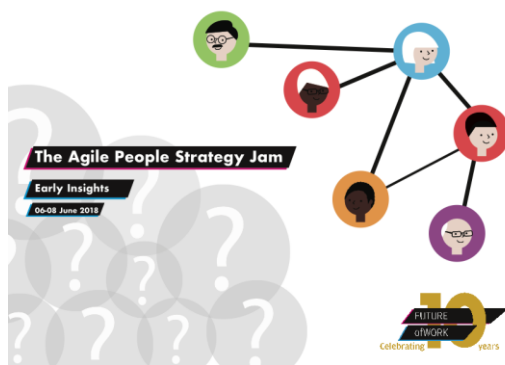 The Agile People Strategy Jam
Early Insights
06-08 June 2018
? ? ?
? ? ?
? ? ? ?
10
FUTURE
ofWORK
Celebrating years